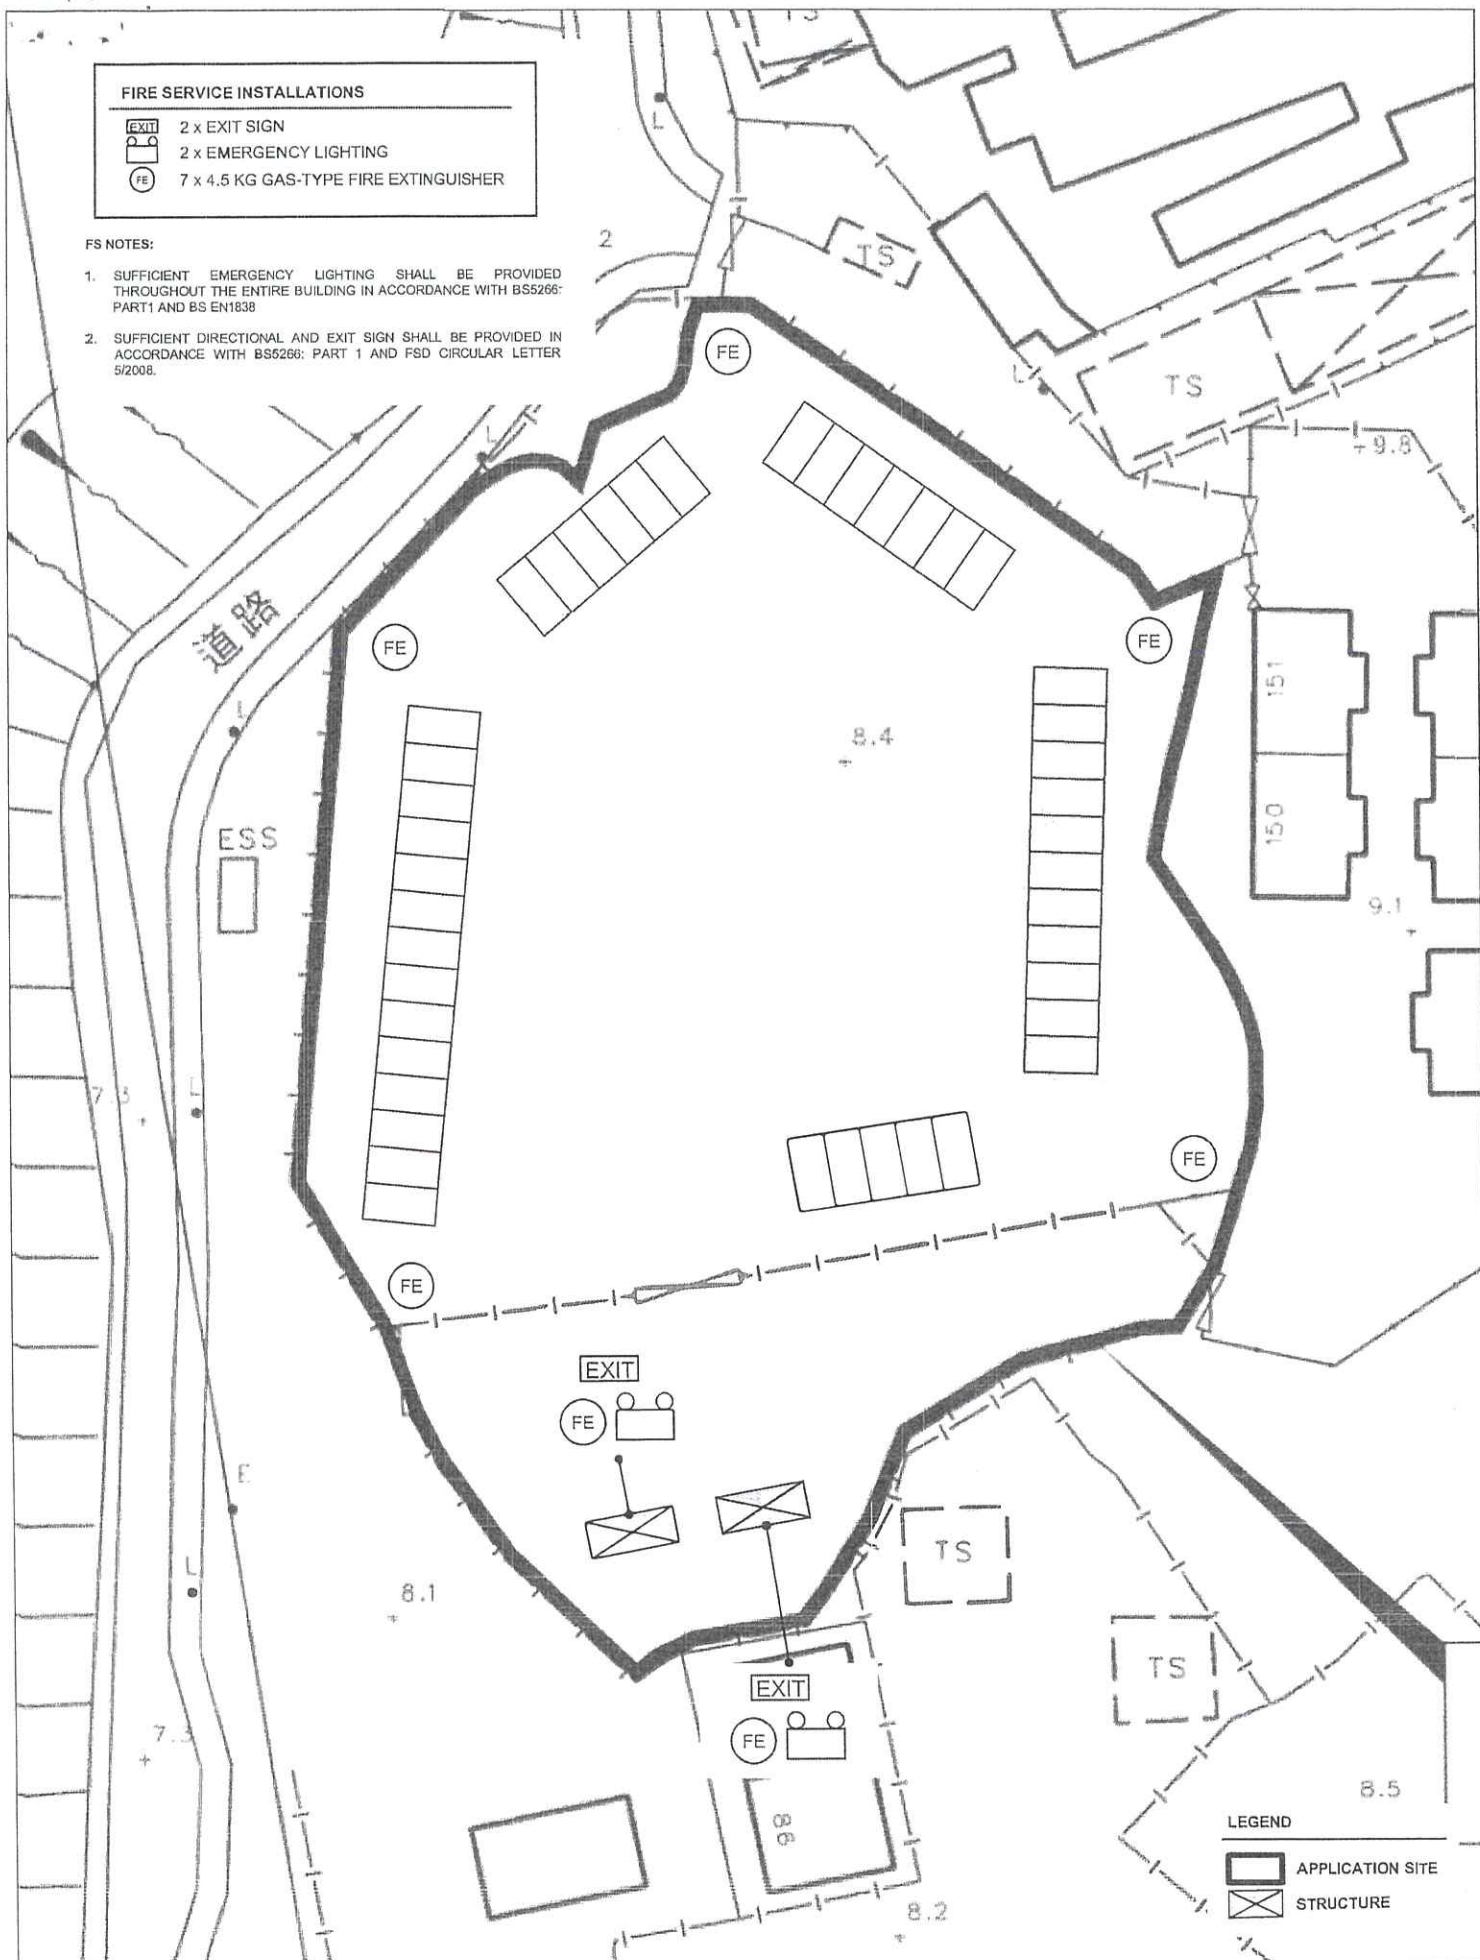 FIRE SERVICE INSTALLATIONS
EXIT 2 x EXIT SIGN
2 x EMERGENCY LIGHTING
FE 7 x 4.5 KG GAS-TYPE FIRE EXTINGUISHER
FS NOTES:
1. SUFFICIENT EMERGENCY LIGHTING SHALL BE PROVIDED
THROUGHOUT THE ENTIRE BUILDING IN ACCORDANCE WITH BS5266:
PART1 AND BS EN1838
2. SUFFICIENT DIRECTIONAL AND EXIT SIGN SHALL BE PROVIDED IN
ACCORDANCE WITH BS5266: PART 1 AND FSD CIRCULAR LETTER
5/2008.
TS
L
2
TS
FE
L
TS
9.8
L
道路
FE
FE
151
L
8.4
150
ESS
9.1
7.3
L
FE
FE
EXIT
FE
E
TS
L
8.1
TS
EXIT
FE
7.3
8.5
86
8.2
LEGEND
APPLICATION SITE
STRUCTURE